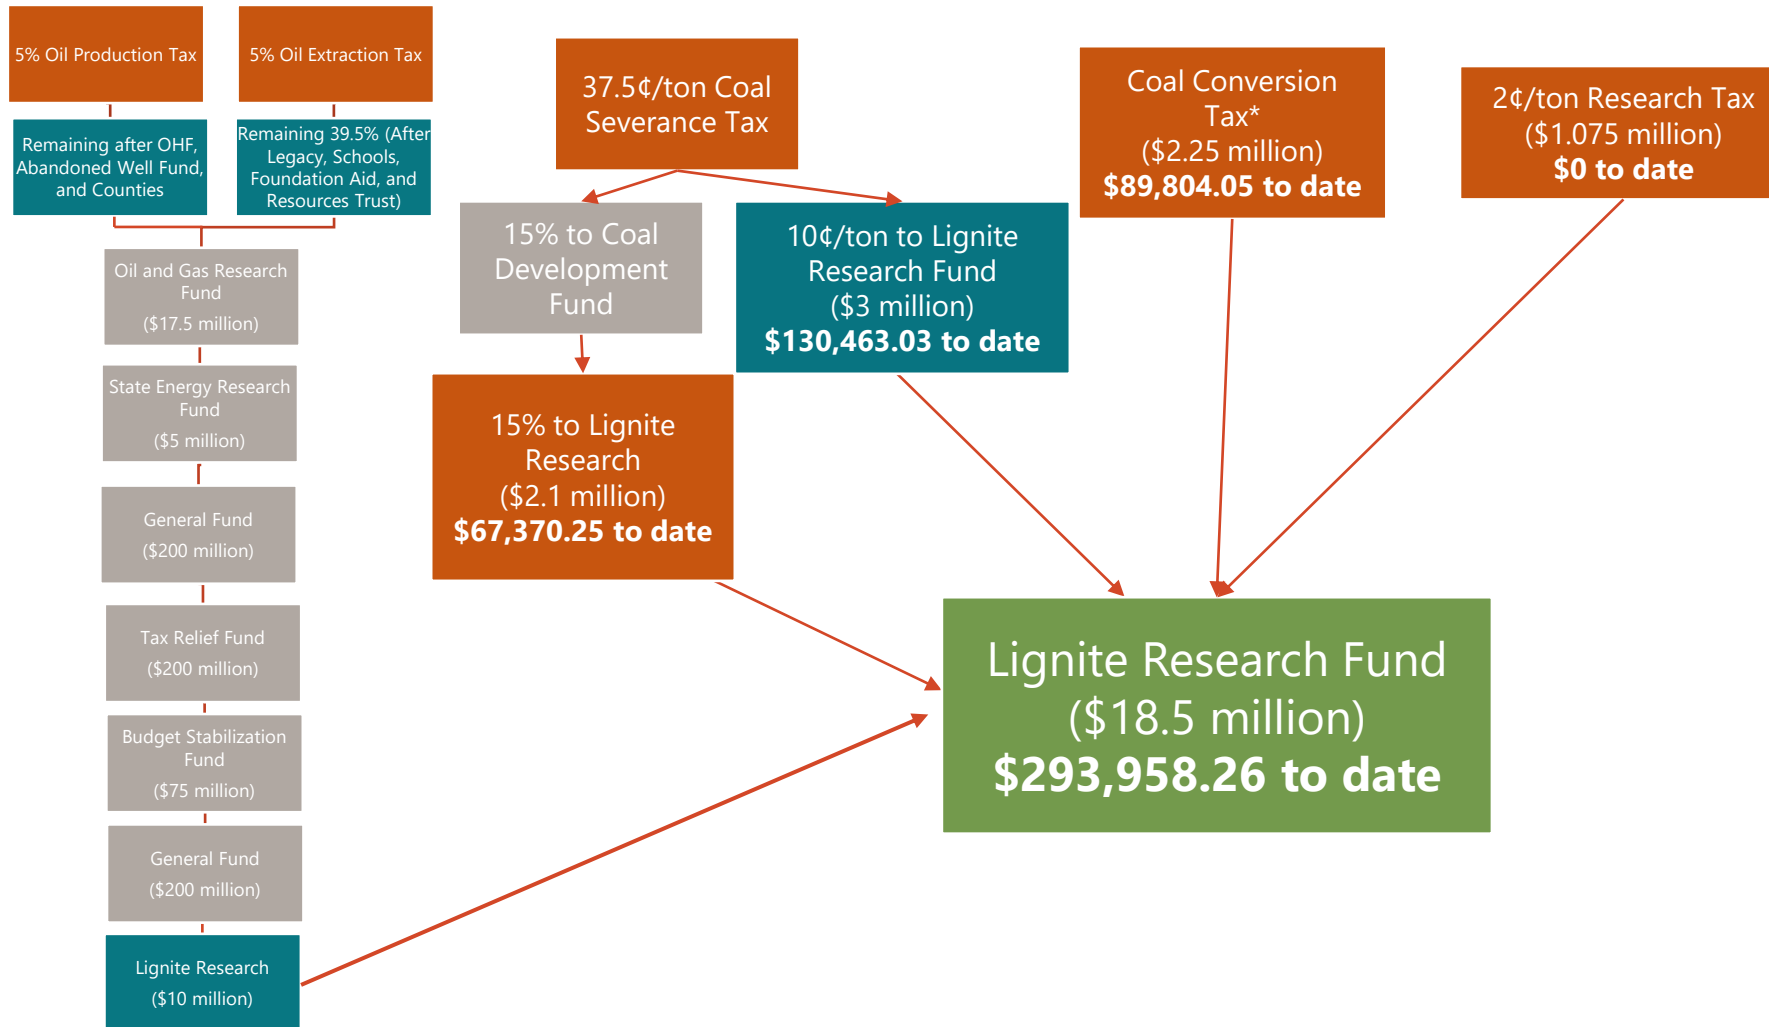 5% Oil Production Tax
5% Oil Extraction Tax
Remaining after OHF,
Abandoned Well Fund,
and Counties
Remaining 39.5% (After
Legacy, Schools,
Foundation Aid, and
Resources Trust)
Oil and Gas Research
Fund
($17.5 million)
State Energy Research
Fund
($5 million)
General Fund
($200 million)
Tax Relief Fund
($200 million)
Budget Stabilization
Fund
($75 million)
General Fund
($200 million)
Lignite Research
($10 million)
37.5¢/ton Coal
Severance Tax
15% to Coal
Development
Fund
10¢/ton to Lignite
Research Fund
($3 million)
$130,463.03 to date
15% to Lignite
Research
($2.1 million)
$67,370.25 to date
Coal Conversion
Tax*
($2.25 million)
$89,804.05 to date
2¢/ton Research Tax
($1.075 million)
$0 to date
Lignite Research Fund
($18.5 million)
$293,958.26 to date